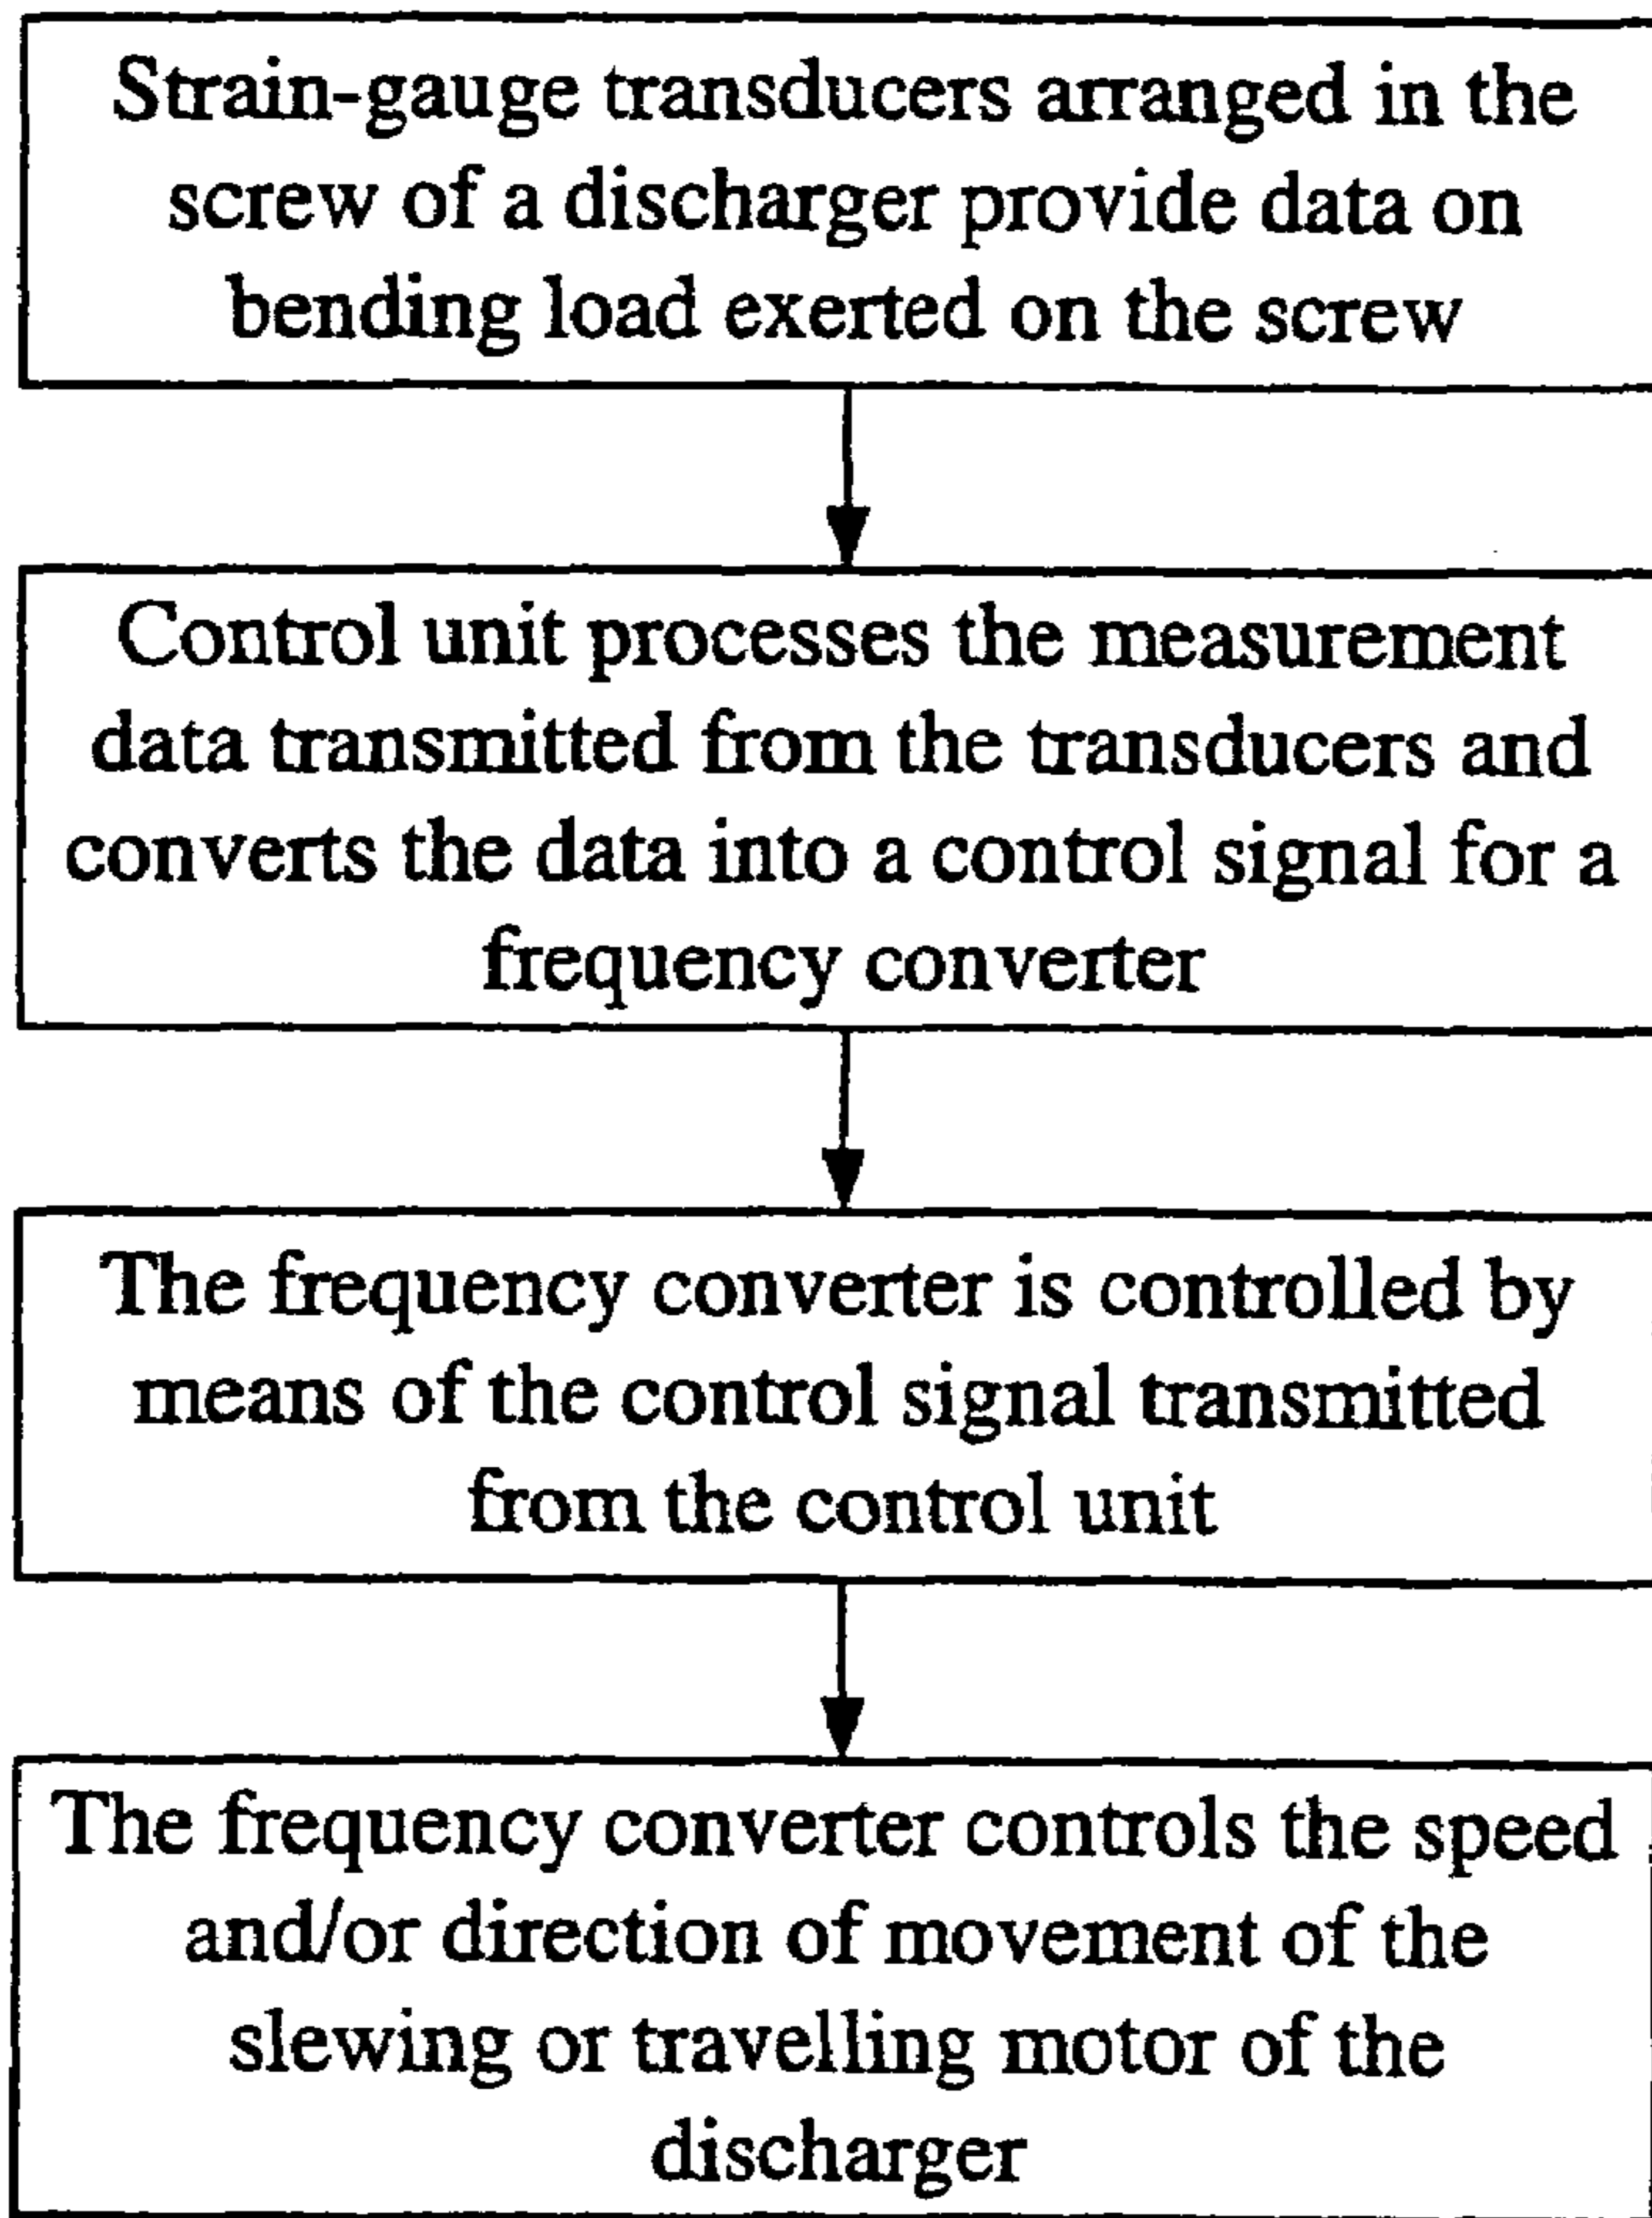 Strain-gauge transducers arranged in the
screw of a discharger provide data on
bending load exerted on the screw
Control unit processes the measurement
data transmitted from the transducers and
converts the data into a control signal for a
frequency converter
The frequency converter is controlled by
means of the control signal transmitted
from the control unit
The frequency converter controls the speed
and/or direction of movement of the
slewing or travelling motor of the
discharger